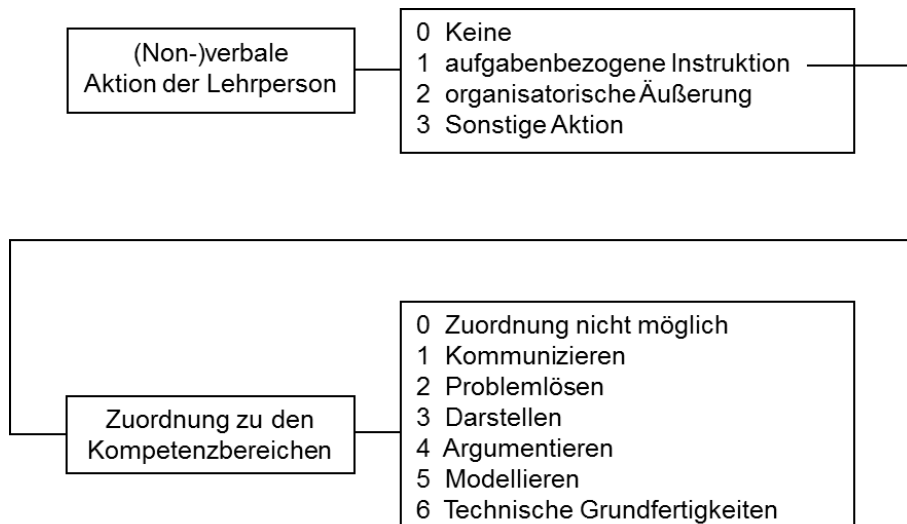 (Non-)verbale
Aktion der Lehrperson
0 Keine
1 aufgabenbezogene Instruktion
2 organisatorische Äußerung
3 Sonstige Aktion
Zuordnung zu den
Kompetenzbereichen
0 Zuordnung nicht möglich
1 Kommunizieren
2 Problemlösen
3 Darstellen
4 Argumentieren
5 Modellieren
6 Technische Grundfertigkeiten